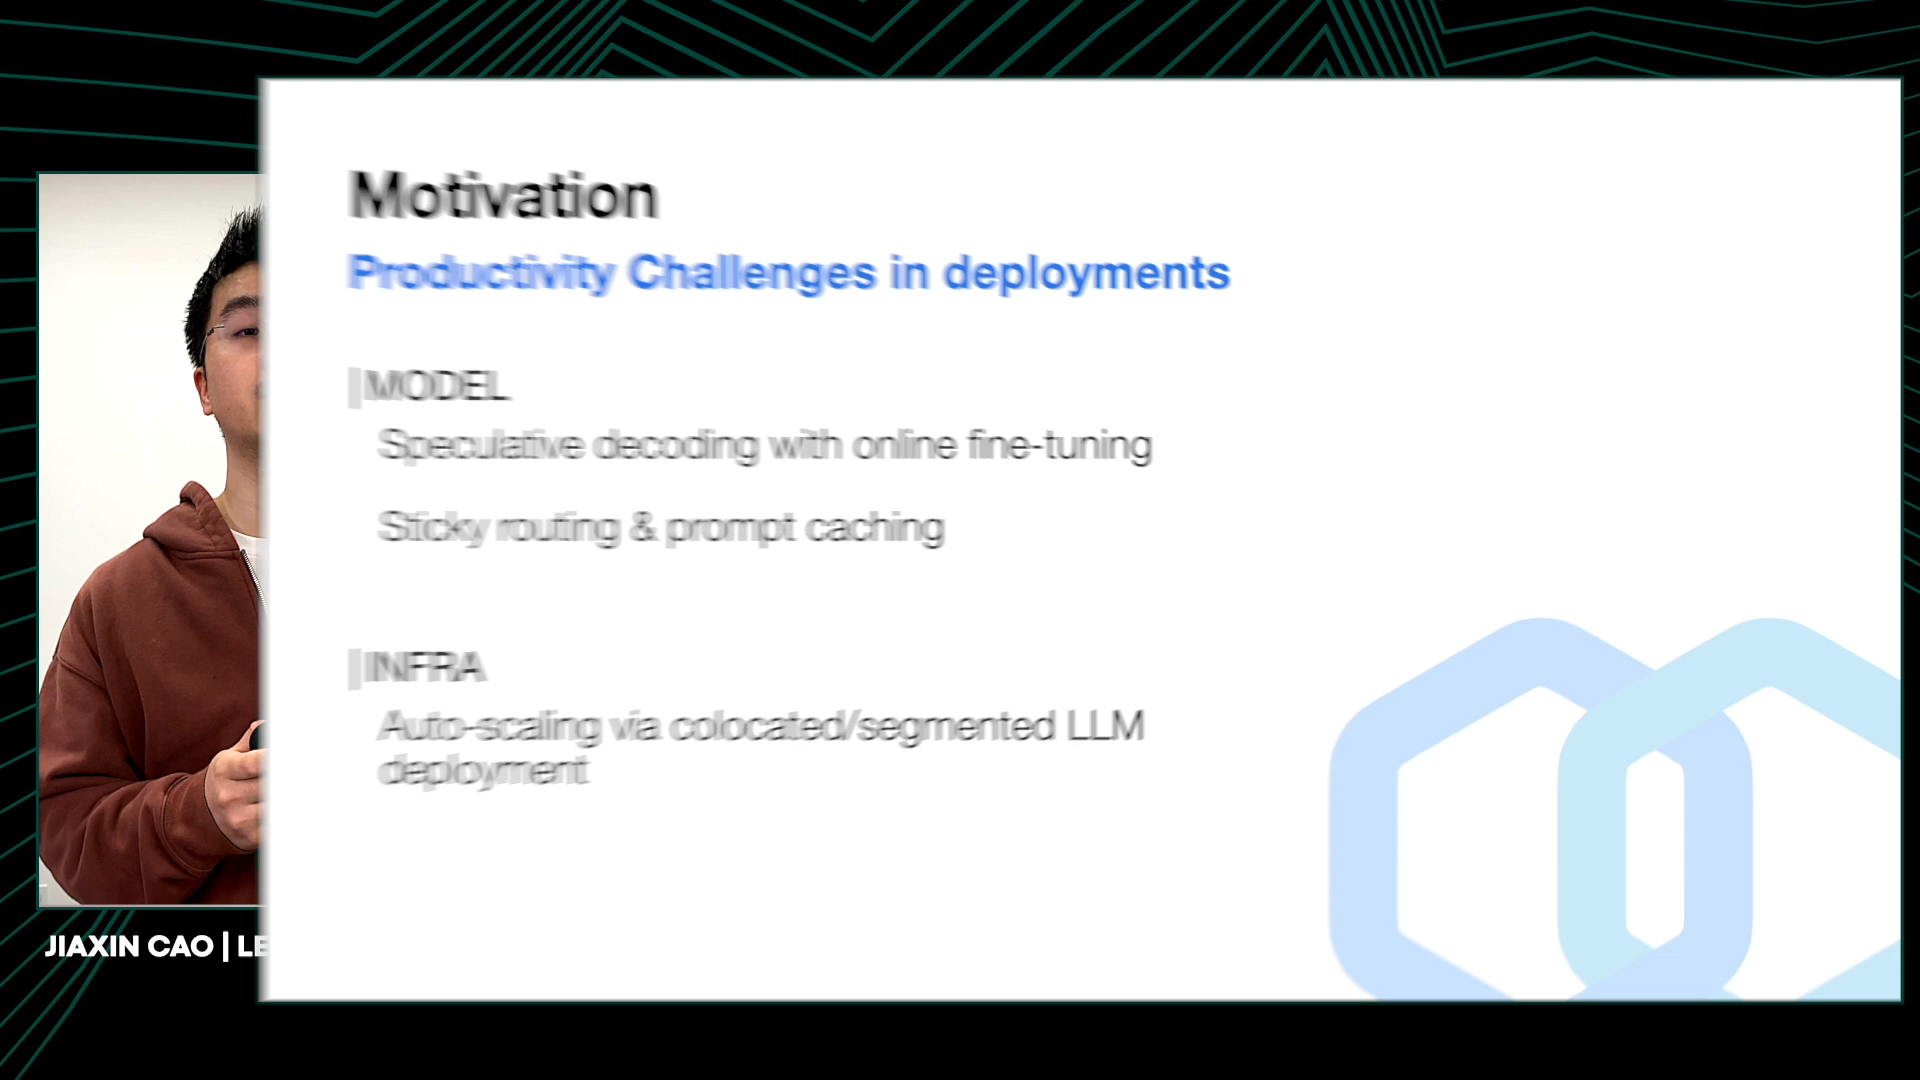 Motivation
Productivity Challenges in deployments
MODEL
Speculative decoding with online fine-tuning
Sticky routing & prompt caching
INFRA
Auto-scaling via colocated/segmented LLM
deployment
JIAXIN CAO | LE